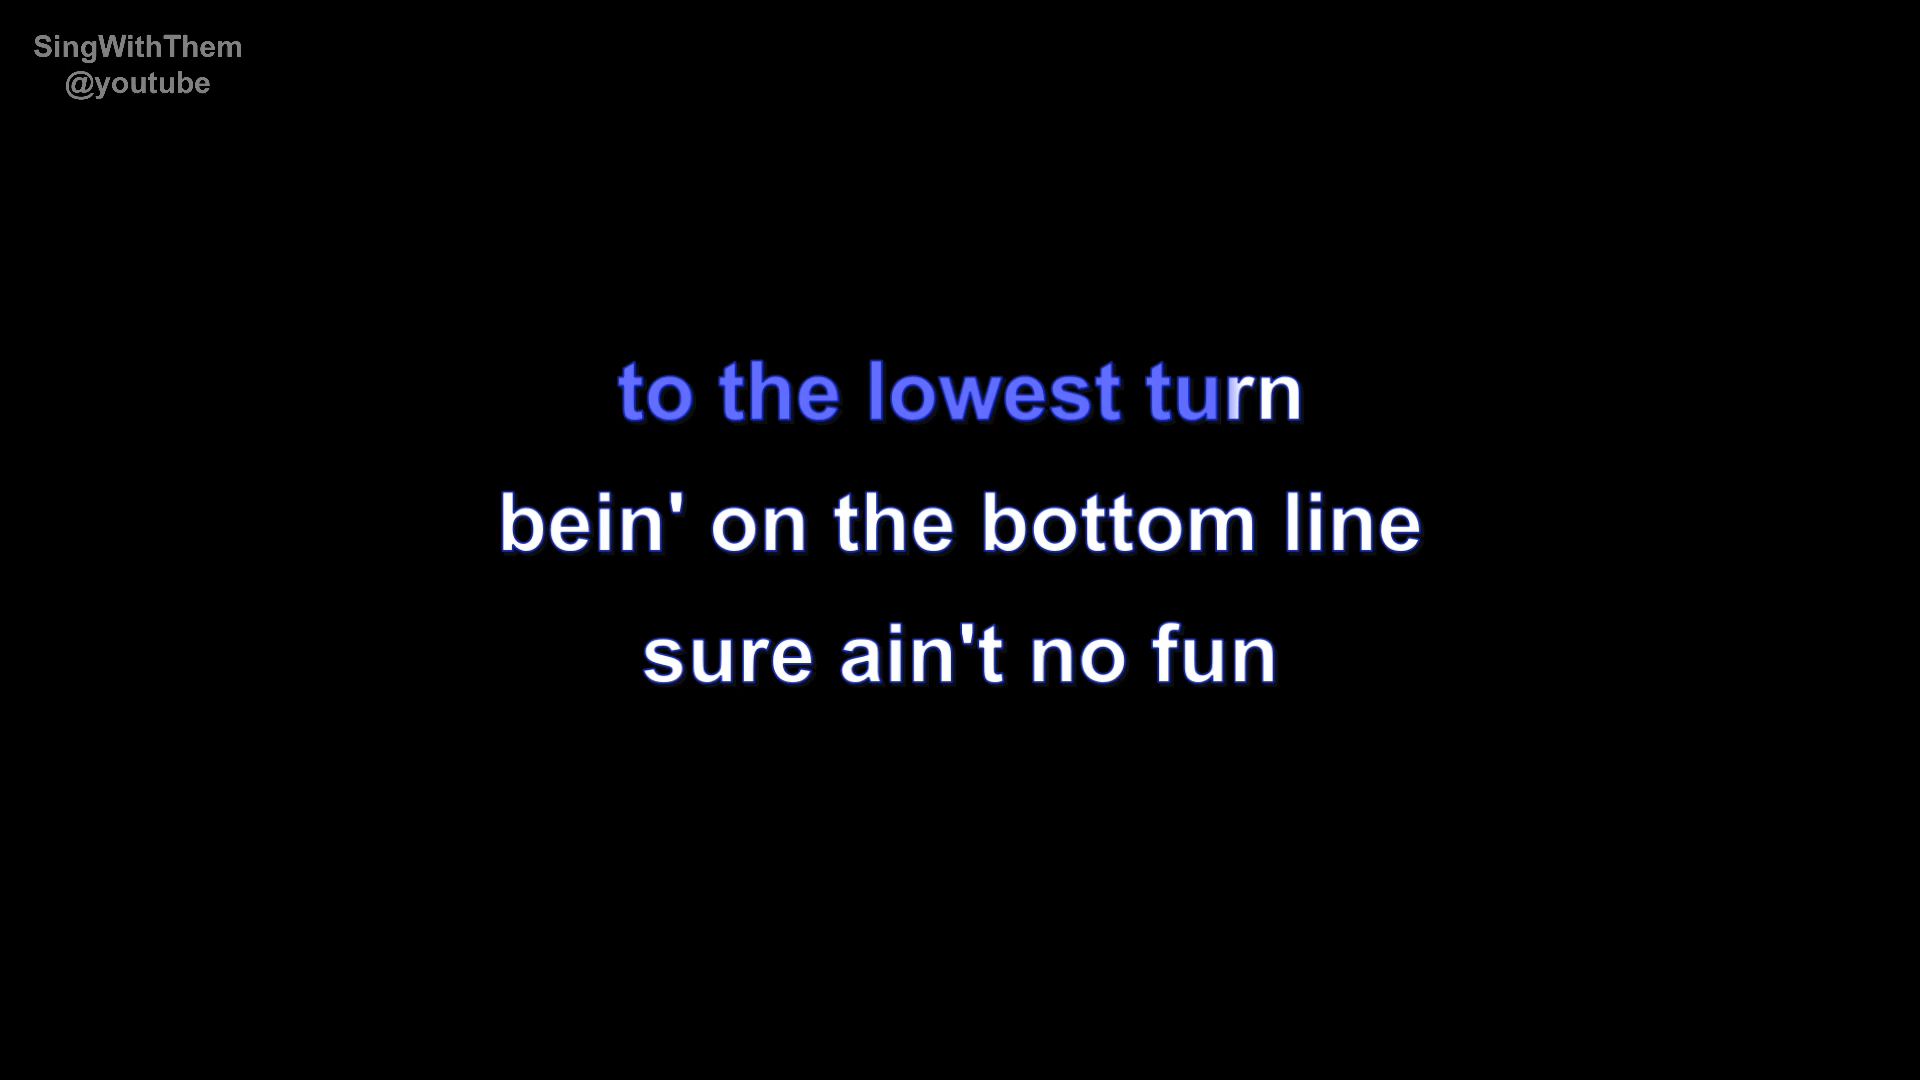 SingWithThem
@youtube
to the lowest turn
bein' on the bottom line
sure ain't no fun